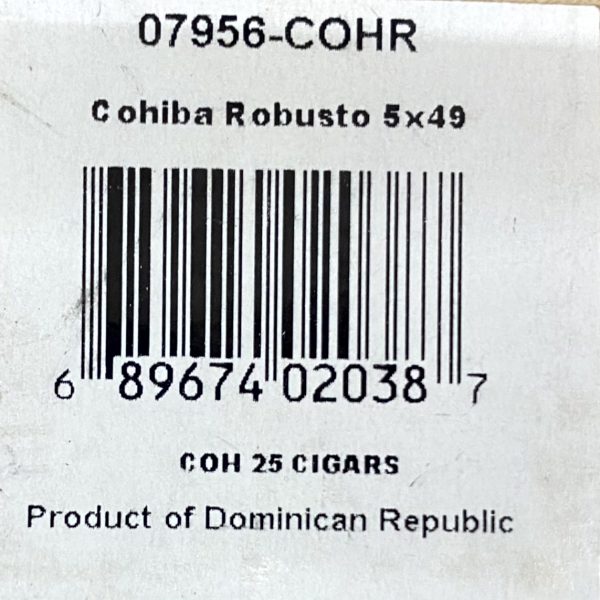 07956-COHR
Cohiba Robusto 5x49
6 89674 02038 7
COH 25 CIGARS
Product of Dominican Republic